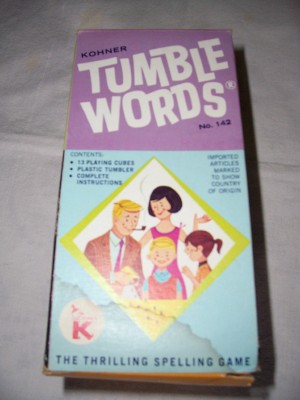 KOHNER
TUMBLE
WORDS®
No. 142
CONTENTS:
• 13 PLAYING CUBES
• PLASTIC TUMBLER
• COMPLETE
INSTRUCTIONS
IMPORTED
ARTICLES
MARKED
TO SHOW
COUNTRY
OF ORIGIN
K
THE THRILLING SPELLING GAME